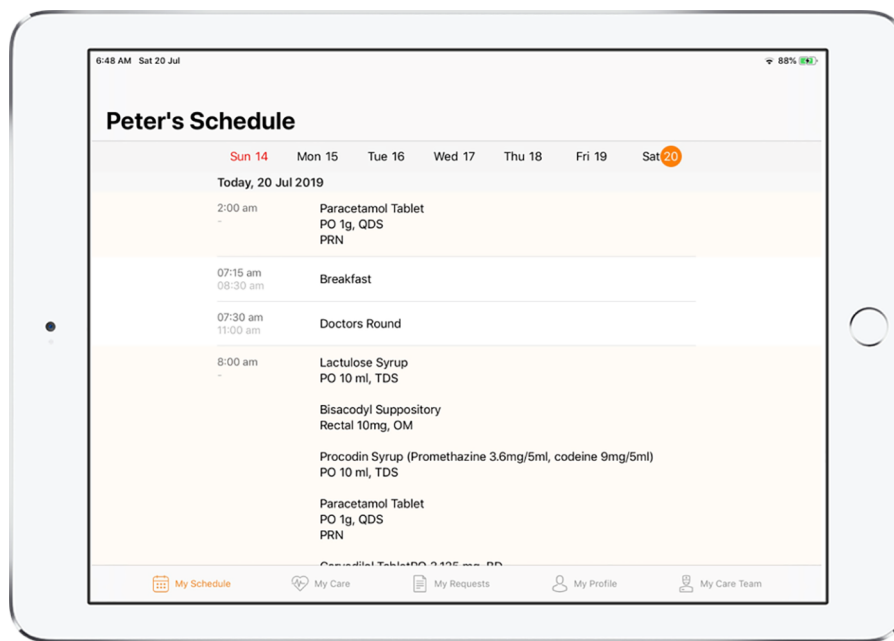 6:48 AM Sat 20 Jul
88%
Peter's Schedule
Sun 14 Mon 15 Tue 16 Wed 17 Thu 18 Fri 19 Sat 20
Today, 20 Jul 2019
2:00 am
-
Paracetamol Tablet
PO 1g, QDS
PRN
07:15 am
08:30 am
Breakfast
07:30 am
11:00 am
Doctors Round
8:00 am
-
Lactulose Syrup
PO 10 ml, TDS
Bisacodyl Suppository
Rectal 10mg, OM
Procodin Syrup (Promethazine 3.6mg/5ml, codeine 9mg/5ml)
PO 10 ml, TDS
Paracetamol Tablet
PO 1g, QDS
PRN
My Schedule My Care My Requests My Profile My Care Team